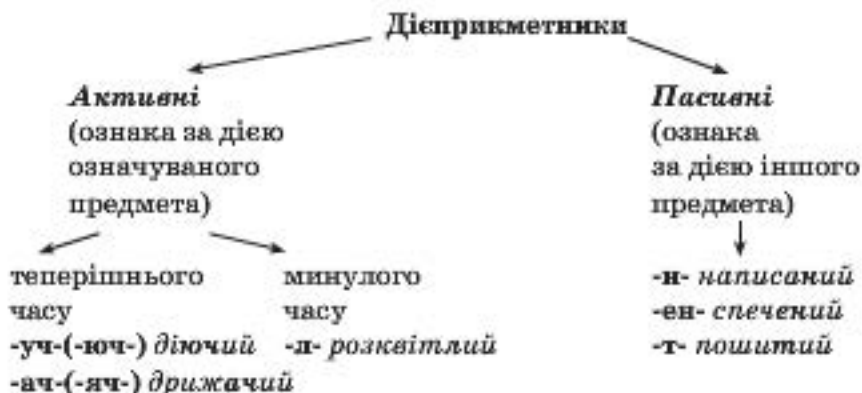 Дієприкметники
Активні
(ознака за дією
означуваного
предмета)
теперішнього
часу
-уч-(-юч-) діючий
-ач-(-яч-) дрижачий
минулого
часу
-л- розквітлий
Пасивні
(ознака
за дією іншого
предмета)
-н- написаний
-ен- спечений
-т- пошитий